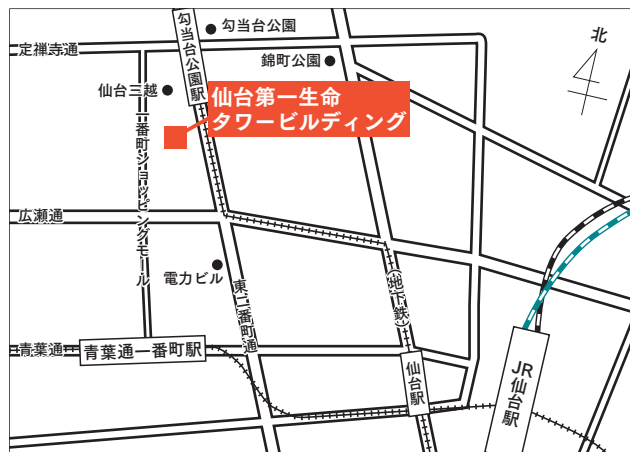 勾当台公園
定禅寺通
勾当台公園駅
錦町公園
北
仙台三越
仙台第一生命
タワービルディング
一番町ショッピングモール
広瀬通
電力ビル
東二番町通
(地下鉄)
青葉通
青葉通一番町駅
仙台駅
JR仙台駅